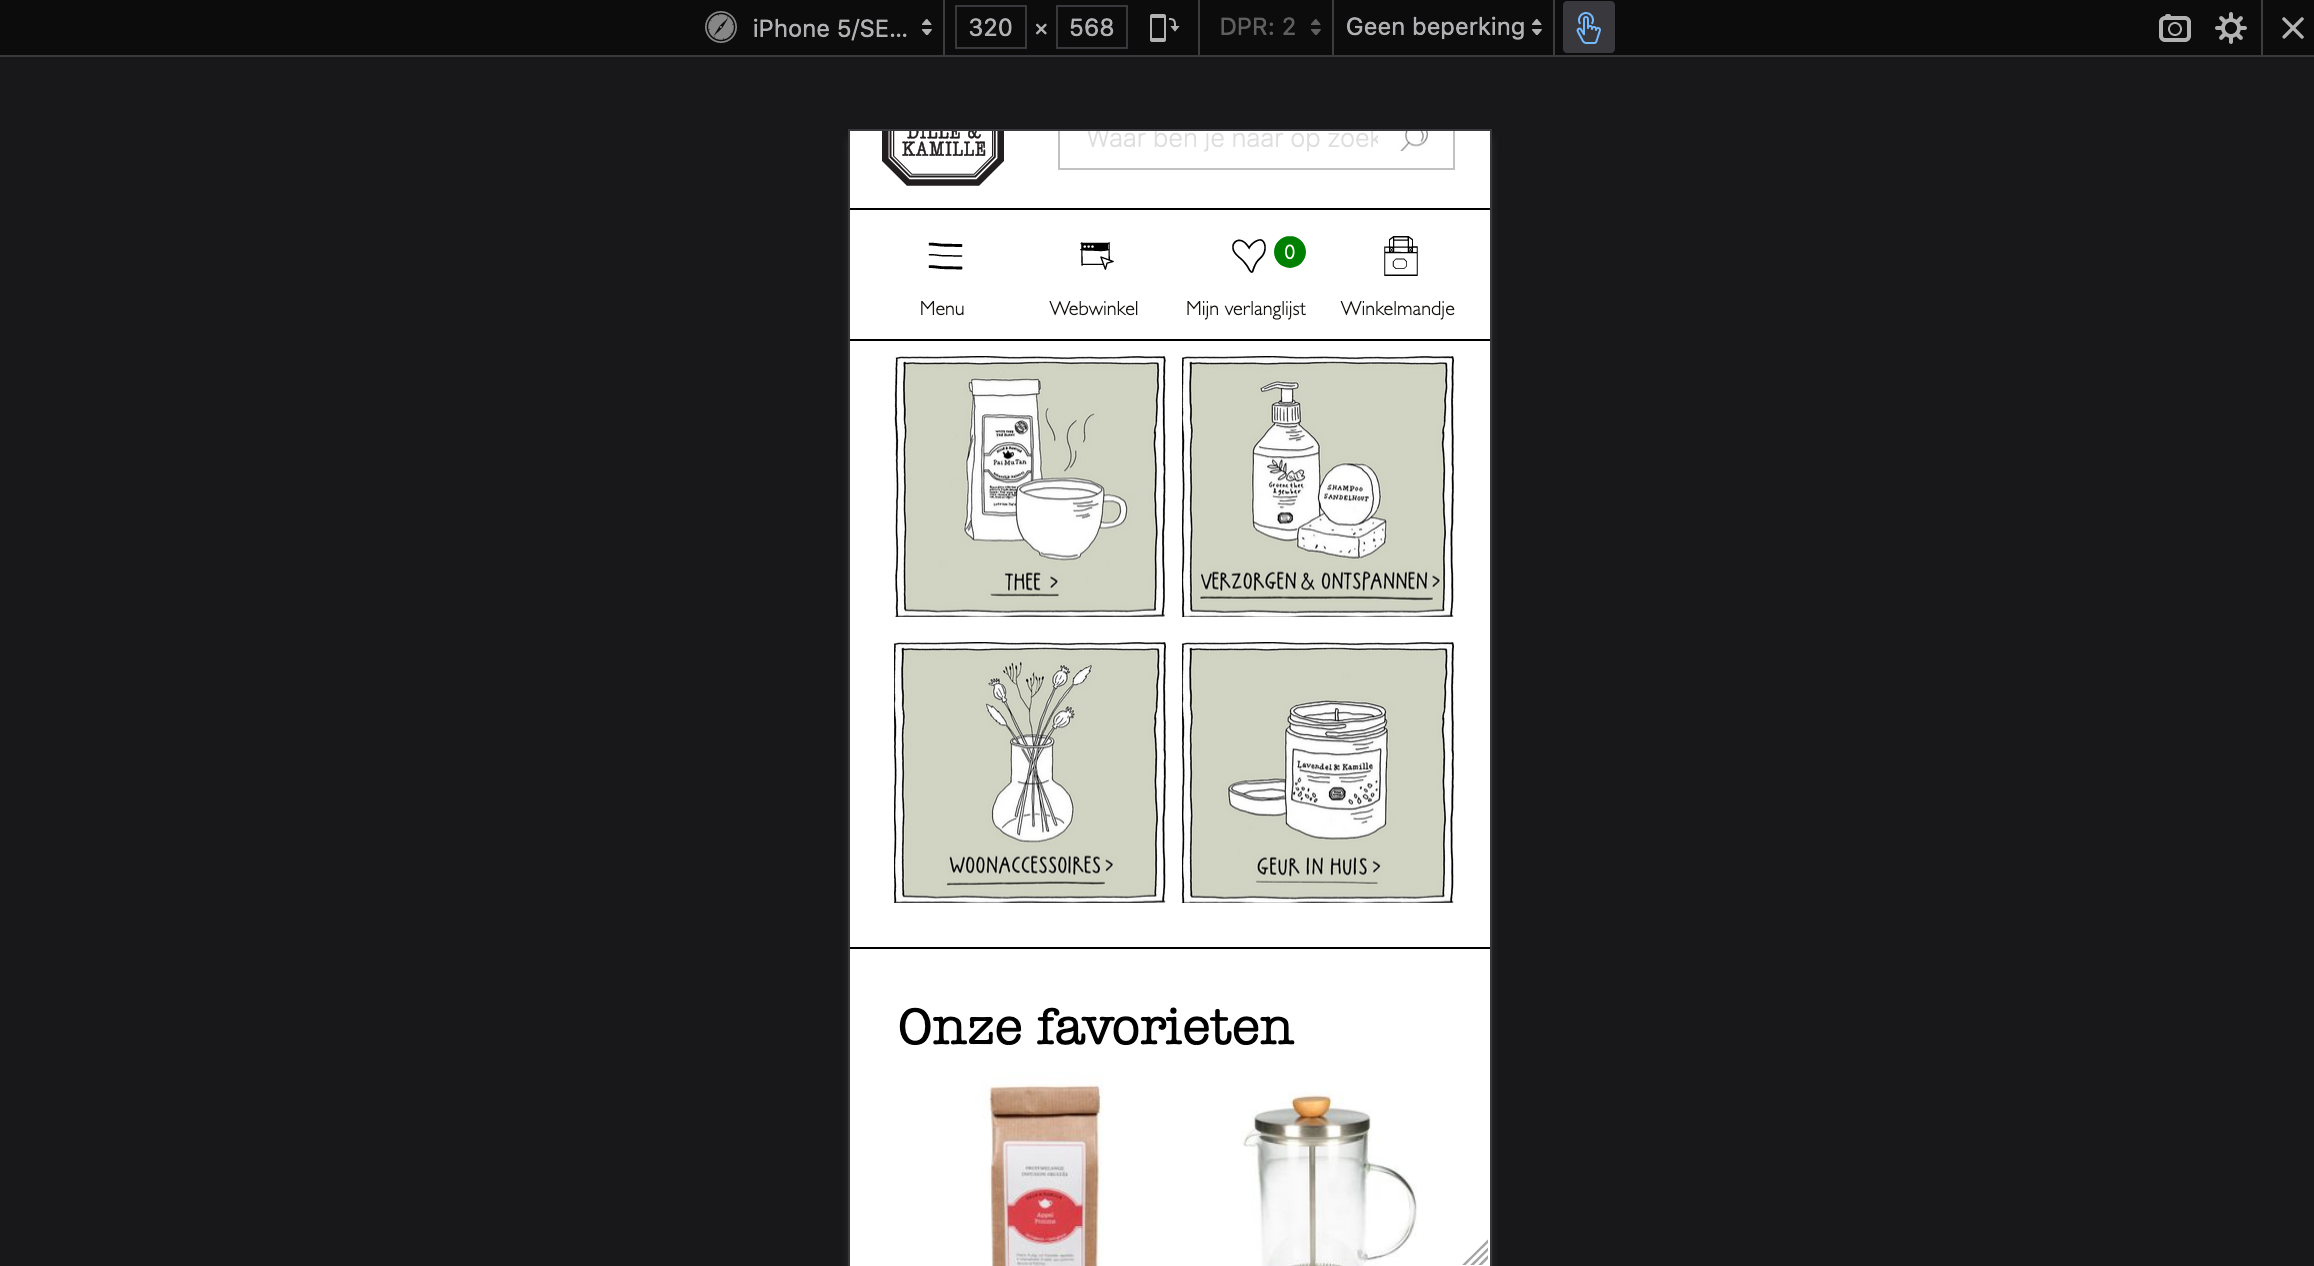 iPhone 5/SE...
320 × 568
DPR: 2
Geen beperking
DILLE &
KAMILLE
Waar ben je naar op zoek
0
Menu
Webwinkel
Mijn verlanglijst
Winkelmandje
Pai Mu Tan
THEE >
Groene thee
& gember
SHAMPOO
SANDELHOUT
VERZORGEN & ONTSPANNEN >
WOONACCESSOIRES >
Lavendel & Kamille
GEUR IN HUIS >
Onze favorieten
Appel